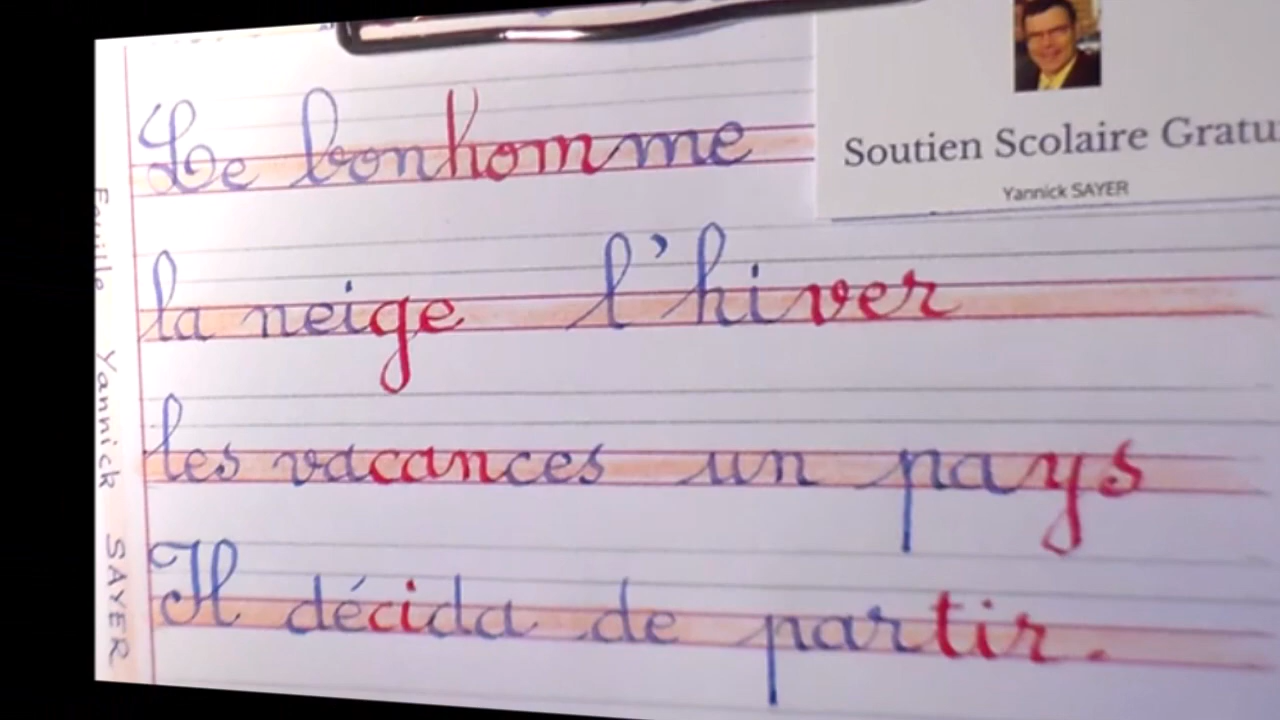 Le bonhomme
Soutien Scolaire Gratu
Yannick SAYER
la neige l'hiver
les vacances un pays
Il décida de partir.
Yannick SAYER